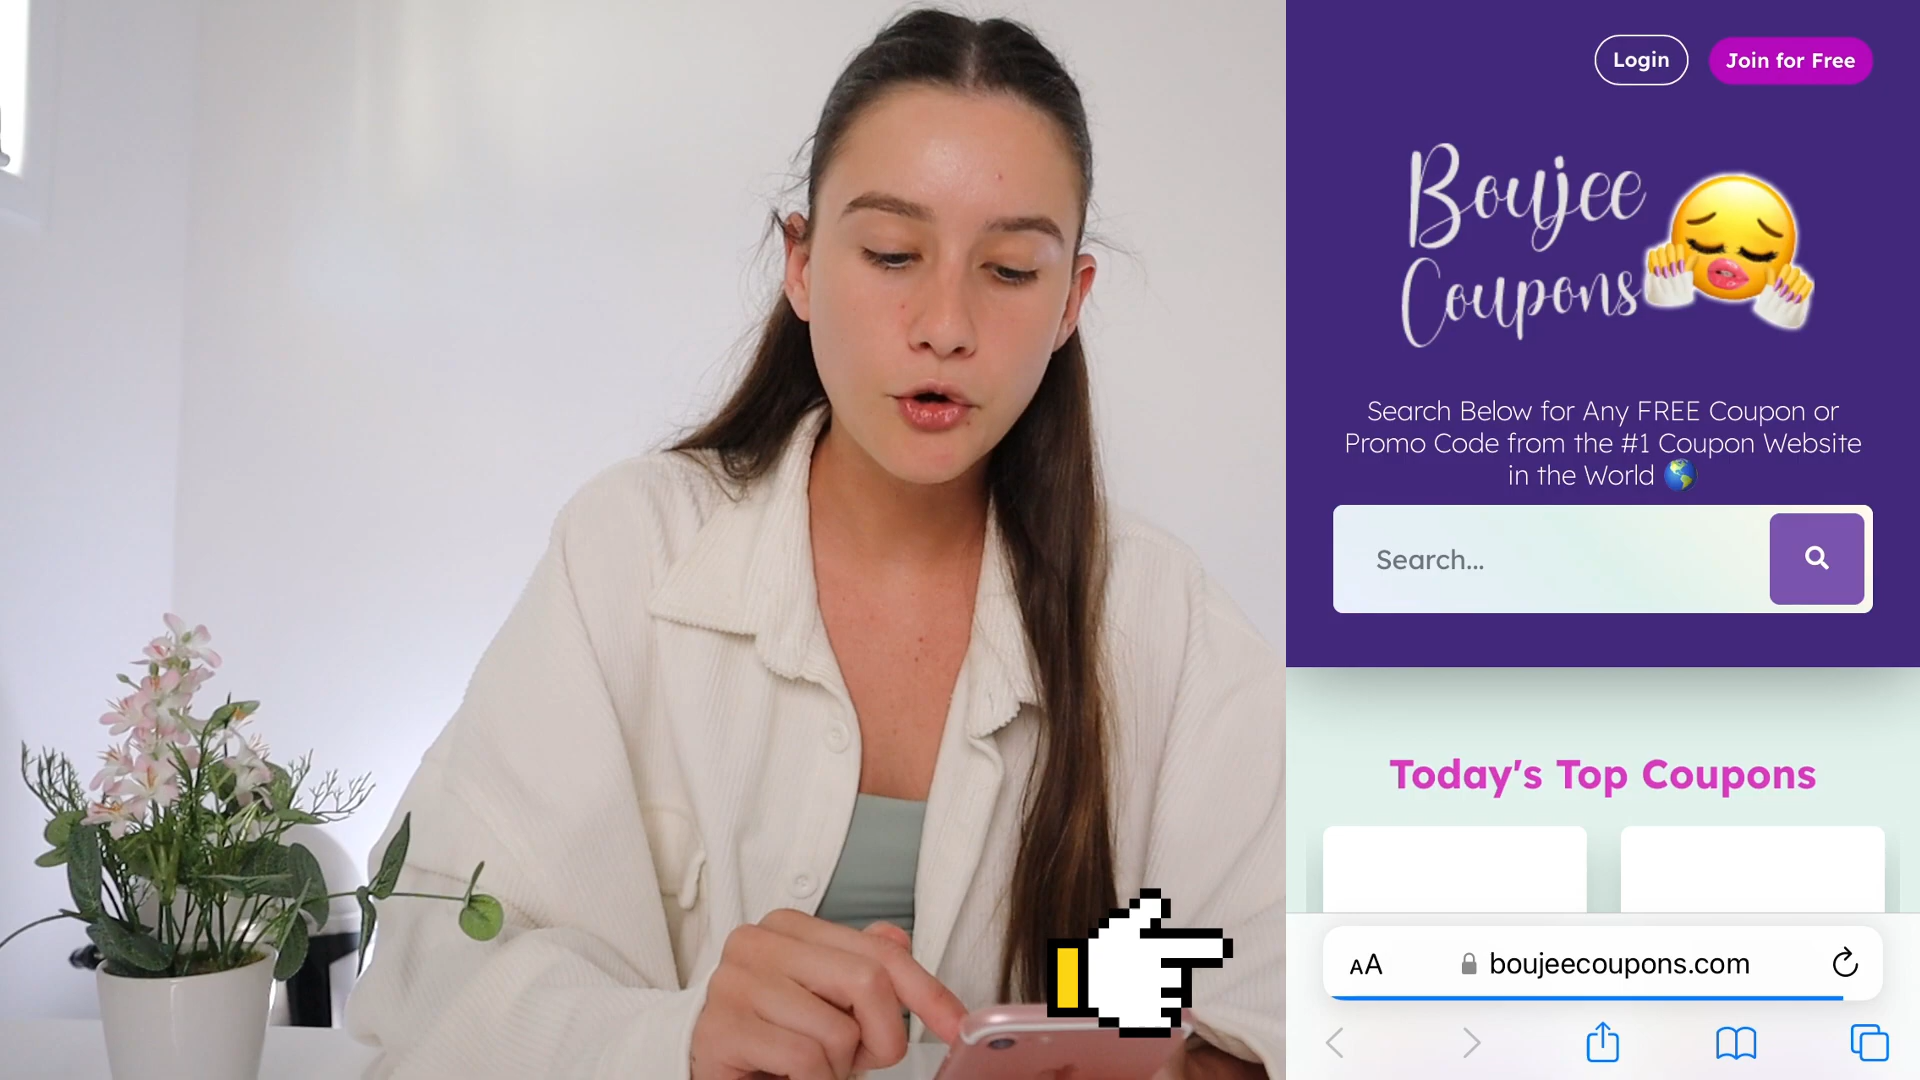 Login
Join for Free
Boujee
Coupons
Search Below for Any FREE Coupon or
Promo Code from the #1 Coupon Website
in the World
Search...
Today's Top Coupons
AA
boujeecoupons.com